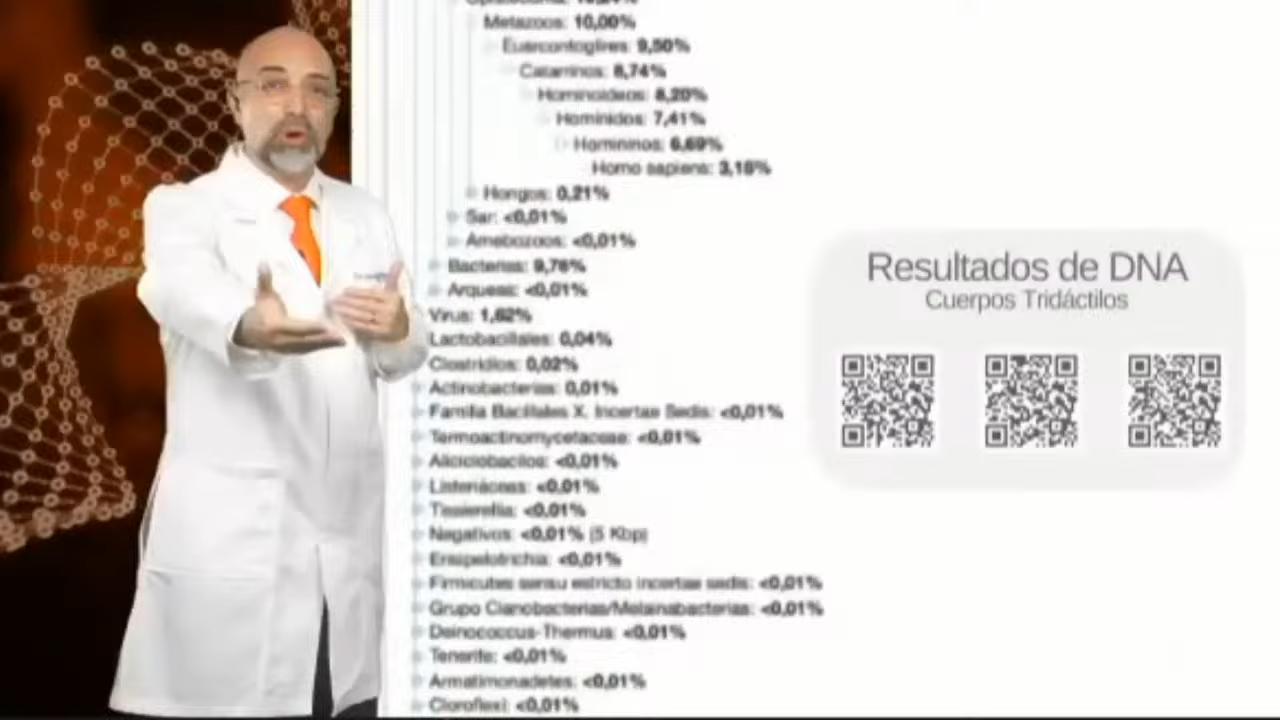 Metazoos: 10,00%
Euarcontoglires: 9,50%
Catarrinos: 8,74%
Hominoideos: 8,20%
Homínidos: 7,41%
Homininos: 6,69%
Homo sapiens: 3,16%
Hongos: 0,21%
Sar: <0,01%
Amebozoos: <0,01%
Bacterias: 9,76%
Arqueas: <0,01%
Virus: 1,62%
Lactobacillales: 0,04%
Clostridios: 0,02%
Actinobacterias: 0,01%
Familia Bacillales X. Incertae Sedis: <0,01%
Termoactinomycetaceae: <0,01%
Aliciclobacilos: <0,01%
Listeriáceas: <0,01%
Tissierellia: <0,01%
Negativos: <0,01% (5 Kbp)
Erisipelotrichia: <0,01%
Firmicutes sensu estricto incertae sedis: <0,01%
Grupo Cianobacterias/Melainabacterias: <0,01%
Deinococcus-Thermus: <0,01%
<0,01%
Armatimonadetes: <0,01%
Cloroflexi: <0,01%
Resultados de DNA
Cuerpos Tridáctilos